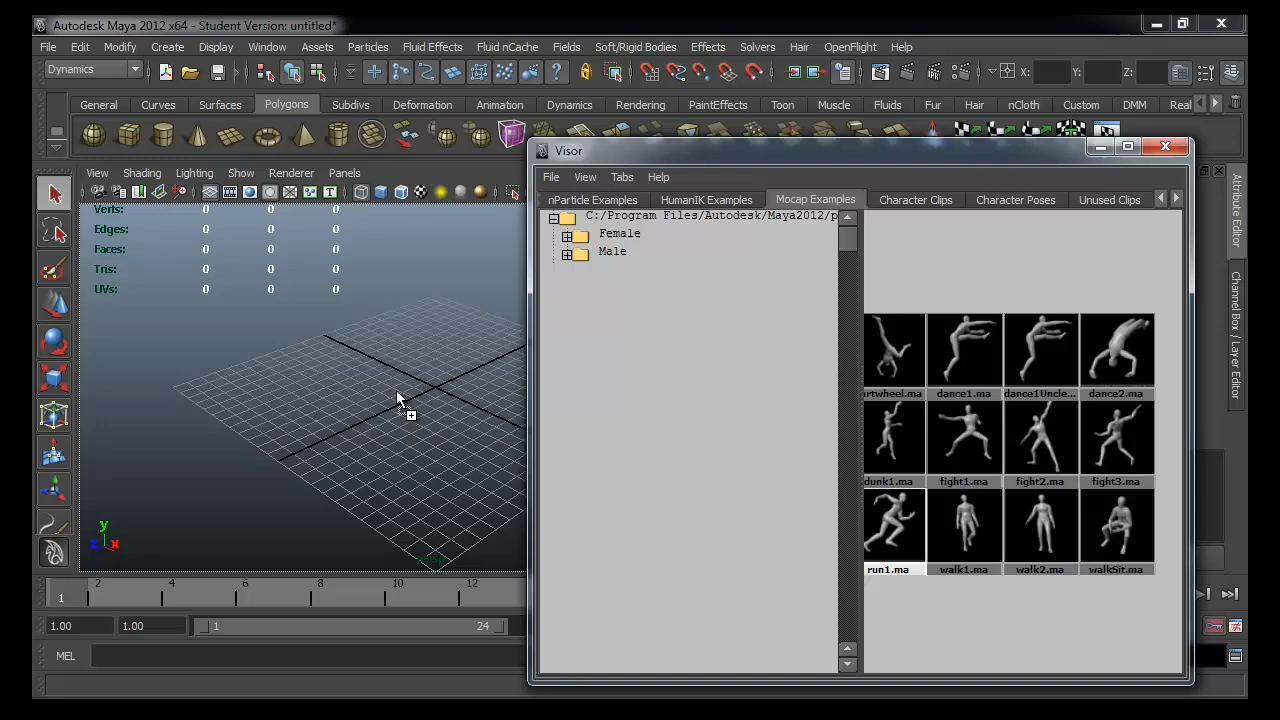 Autodesk Maya 2012 x64 - Student Version: untitled*
File Edit Modify Create Display Window Assets Particles Fluid Effects Fluid nCache Fields Soft/Rigid Bodies Effects Solvers Hair OpenFlight Help
Dynamics X: Y: Z:
General Curves Surfaces Polygons Subdivs Deformation Animation Dynamics Rendering PaintEffects Toon Muscle Fluids Fur Hair nCloth Custom DMM Real
Visor
View Shading Lighting Show Renderer Panels
File View Tabs Help
nParticle Examples HumanIK Examples Mocap Examples Character Clips Character Poses Unused Clips
Verts: 0 0 0
Edges: 0 0 0
Faces: 0 0 0
Tris: 0 0 0
UVs: 0 0 0
C:/Program Files/Autodesk/Maya2012/p
Female
Male
Attribute Editor
Channel Box / Layer Editor
rtwheel.ma dance1.ma dance1Uncle... dance2.ma
dunk1.ma fight1.ma fight2.ma fight3.ma
run1.ma walk1.ma walk2.ma walkSit.ma
y
z x
1 2 4 6 8 10 12
1.00 1.00 1 24
MEL